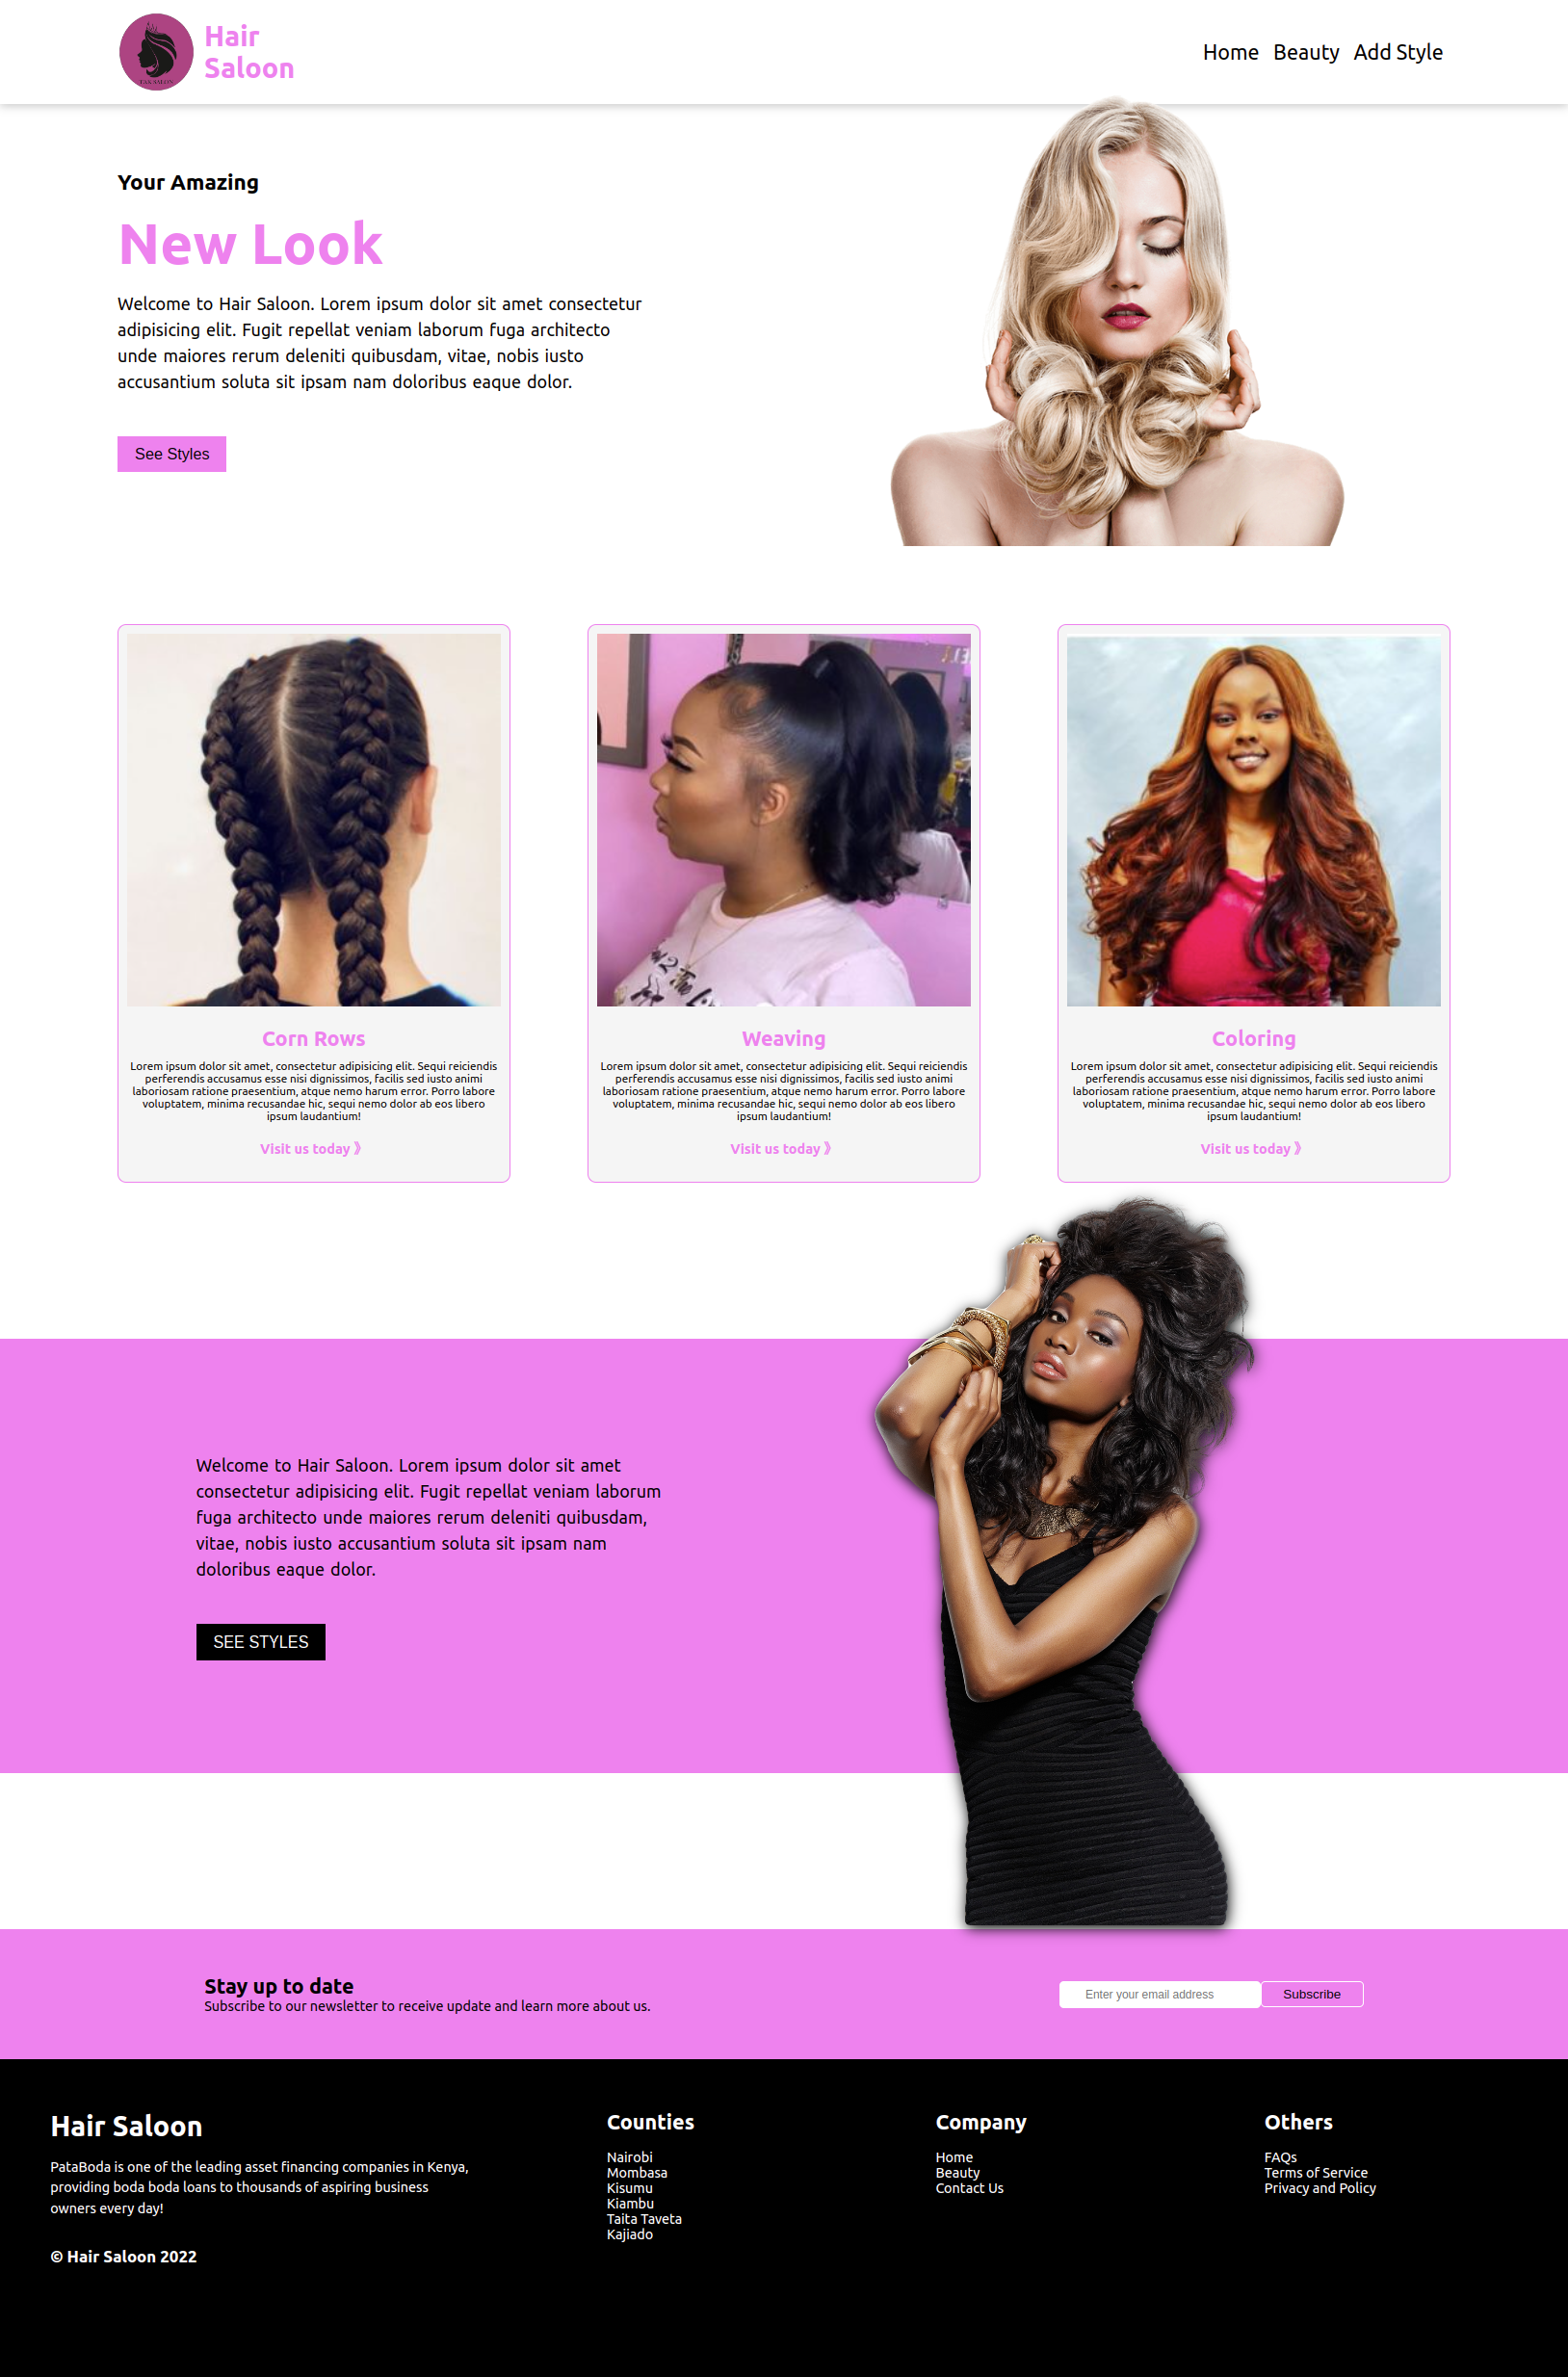 Hair
Saloon
Home Beauty Add Style
Your Amazing
New Look
Welcome to Hair Saloon. Lorem ipsum dolor sit amet consectetur
adipisicing elit. Fugit repellat veniam laborum fuga architecto
unde maiores rerum deleniti quibusdam, vitae, nobis iusto
accusantium soluta sit ipsam nam doloribus eaque dolor.
See Styles
Corn Rows
Lorem ipsum dolor sit amet, consectetur adipisicing elit. Sequi reiciendis
perferendis accusamus esse nisi dignissimos, facilis sed iusto animi
laboriosam ratione praesentium, atque nemo harum error. Porro labore
voluptatem, minima recusandae hic, sequi nemo dolor ab eos libero
ipsum laudantium!
Visit us today 》
Weaving
Lorem ipsum dolor sit amet, consectetur adipisicing elit. Sequi reiciendis
perferendis accusamus esse nisi dignissimos, facilis sed iusto animi
laboriosam ratione praesentium, atque nemo harum error. Porro labore
voluptatem, minima recusandae hic, sequi nemo dolor ab eos libero
ipsum laudantium!
Visit us today 》
Coloring
Lorem ipsum dolor sit amet, consectetur adipisicing elit. Sequi reiciendis
perferendis accusamus esse nisi dignissimos, facilis sed iusto animi
laboriosam ratione praesentium, atque nemo harum error. Porro labore
voluptatem, minima recusandae hic, sequi nemo dolor ab eos libero
ipsum laudantium!
Visit us today 》
Welcome to Hair Saloon. Lorem ipsum dolor sit amet
consectetur adipisicing elit. Fugit repellat veniam laborum
fuga architecto unde maiores rerum deleniti quibusdam,
vitae, nobis iusto accusantium soluta sit ipsam nam
doloribus eaque dolor.
SEE STYLES
Stay up to date
Subscribe to our newsletter to receive update and learn more about us.
Enter your email address
Subscribe
Hair Saloon
PataBoda is one of the leading asset financing companies in Kenya,
providing boda boda loans to thousands of aspiring business
owners every day!
© Hair Saloon 2022
Counties
Nairobi
Mombasa
Kisumu
Kiambu
Taita Taveta
Kajiado
Company
Home
Beauty
Contact Us
Others
FAQs
Terms of Service
Privacy and Policy